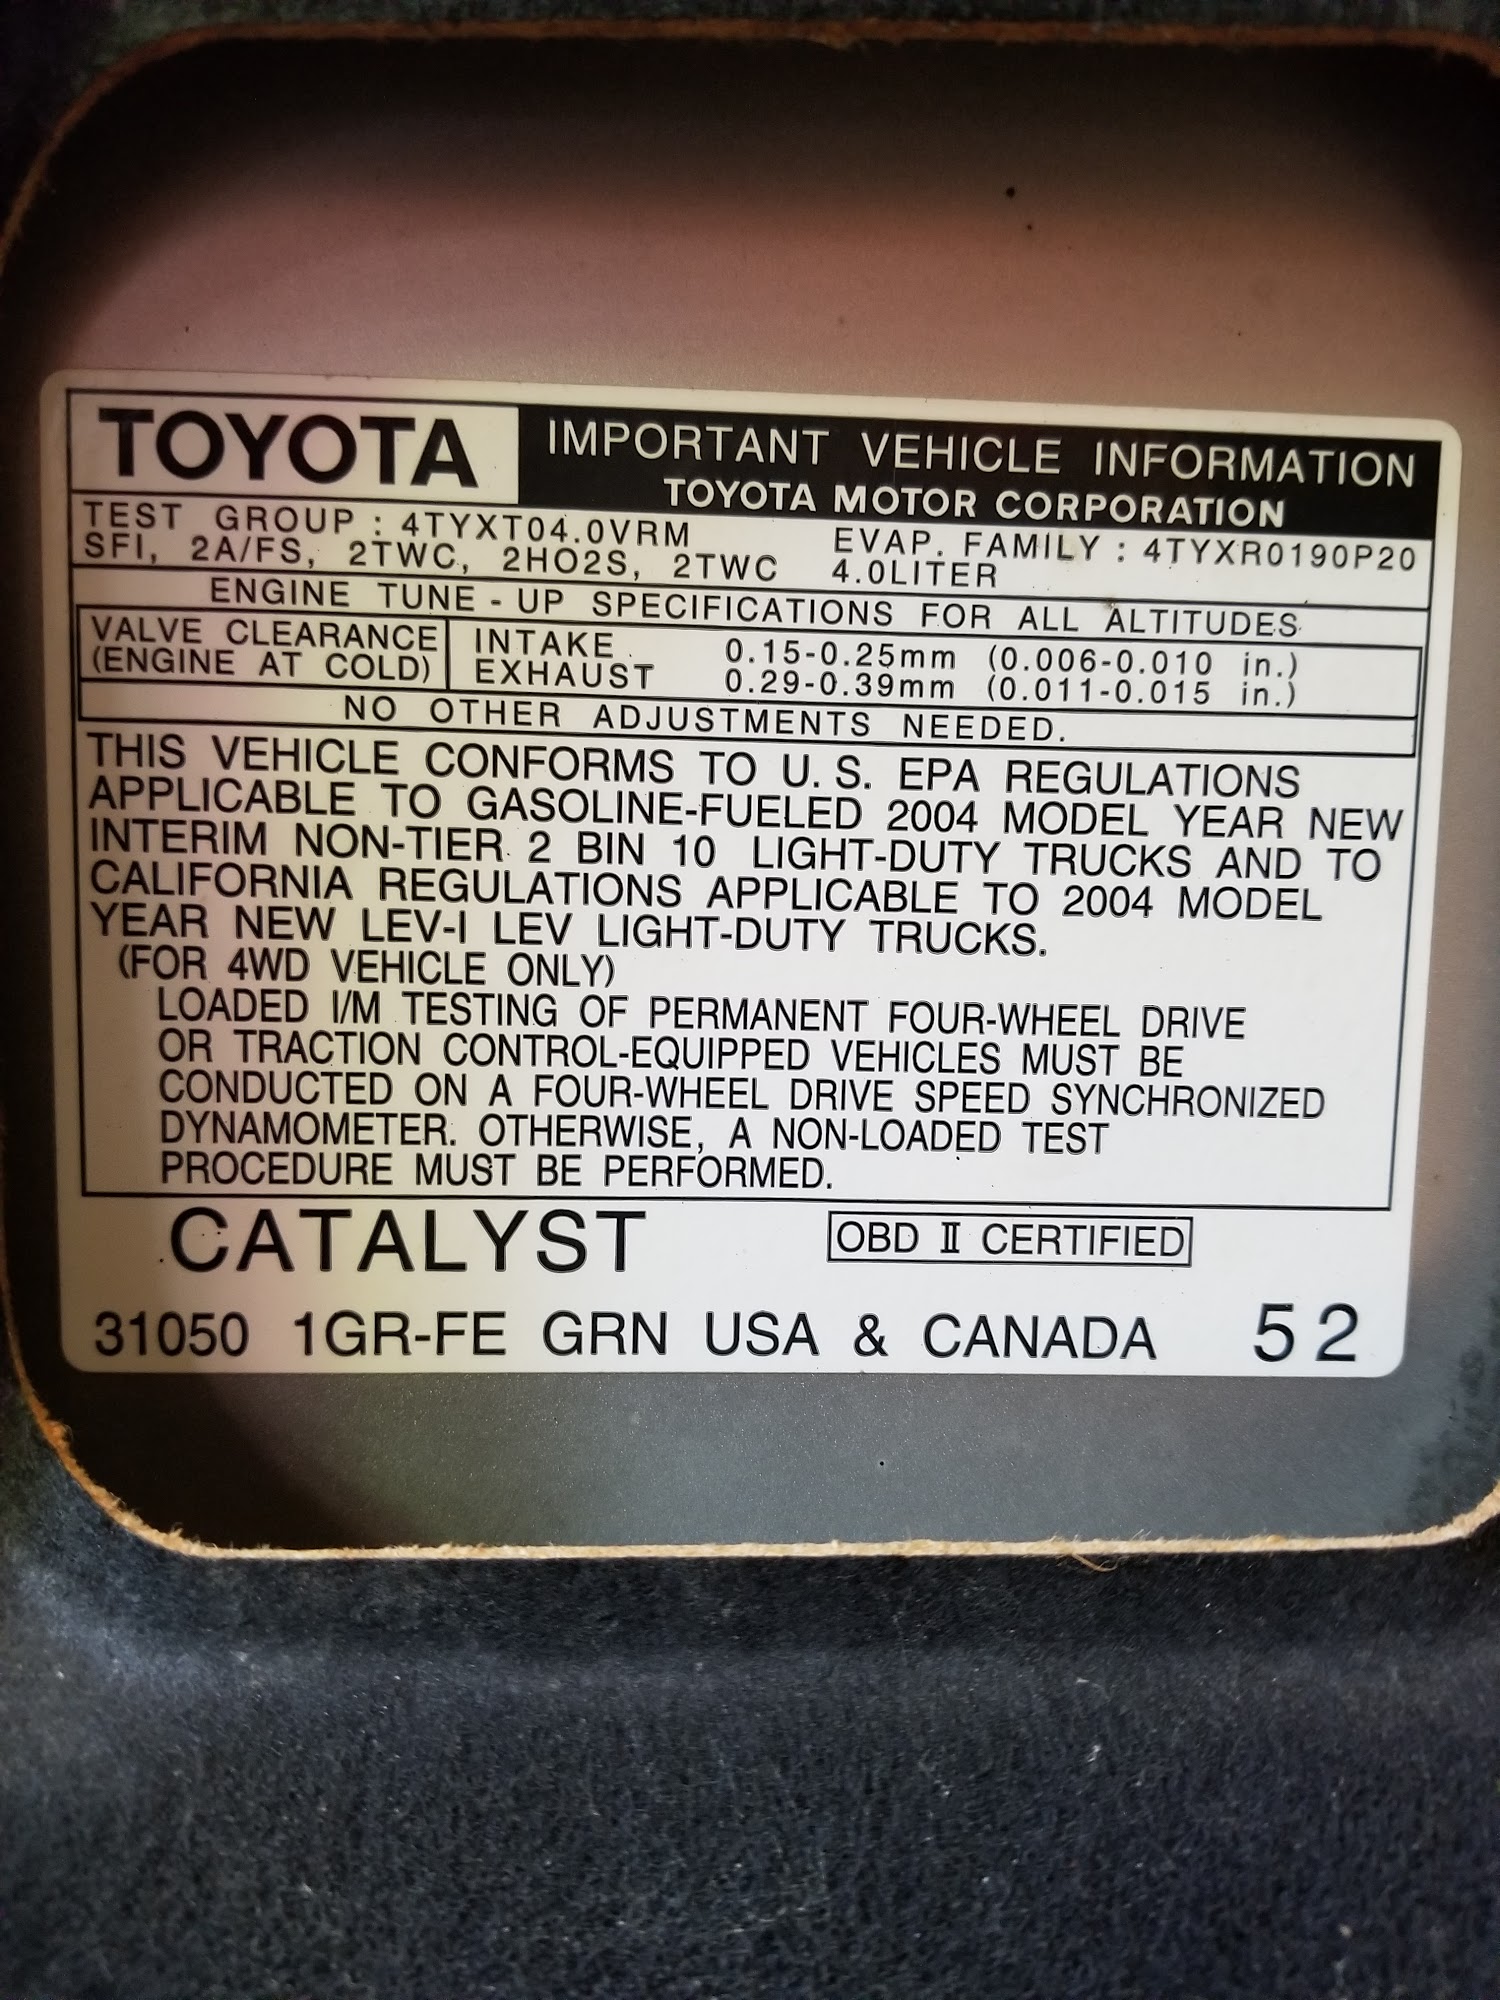 TOYOTA
IMPORTANT VEHICLE INFORMATION
TOYOTA MOTOR CORPORATION
TEST GROUP : 4TYXT04.0VRM
EVAP. FAMILY : 4TYXR0190P20
SFI, 2A/FS, 2TWC, 2HO2S, 2TWC
4.0LITER
ENGINE TUNE-UP SPECIFICATIONS FOR ALL ALTITUDES
VALVE CLEARANCE
(ENGINE AT COLD)
INTAKE 0.15-0.25mm (0.006-0.010 in.)
EXHAUST 0.29-0.39mm (0.011-0.015 in.)
NO OTHER ADJUSTMENTS NEEDED.
THIS VEHICLE CONFORMS TO U.S. EPA REGULATIONS
APPLICABLE TO GASOLINE-FUELED 2004 MODEL YEAR NEW
INTERIM NON-TIER 2 BIN 10 LIGHT-DUTY TRUCKS AND TO
CALIFORNIA REGULATIONS APPLICABLE TO 2004 MODEL
YEAR NEW LEV-I LEV LIGHT-DUTY TRUCKS.
(FOR 4WD VEHICLE ONLY)
LOADED I/M TESTING OF PERMANENT FOUR-WHEEL DRIVE
OR TRACTION CONTROL-EQUIPPED VEHICLES MUST BE
CONDUCTED ON A FOUR-WHEEL DRIVE SPEED SYNCHRONIZED
DYNAMOMETER. OTHERWISE, A NON-LOADED TEST
PROCEDURE MUST BE PERFORMED.
CATALYST
OBD II CERTIFIED
31050 1GR-FE GRN USA & CANADA 52